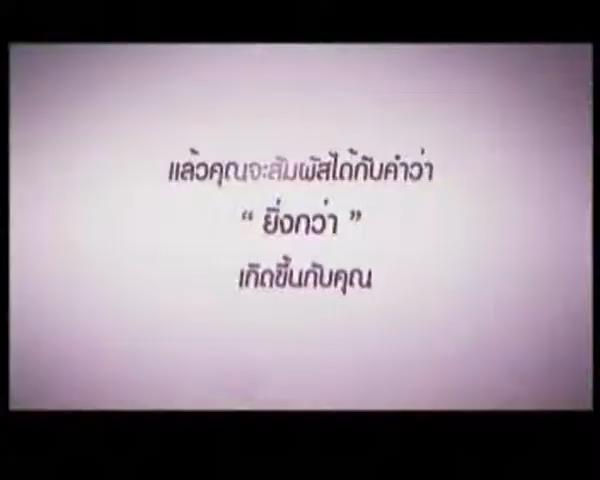 แล้วคุณจะสัมผัสได้กับคำว่า
“ ยิ่งกว่า ”
เกิดขึ้นกับคุณ